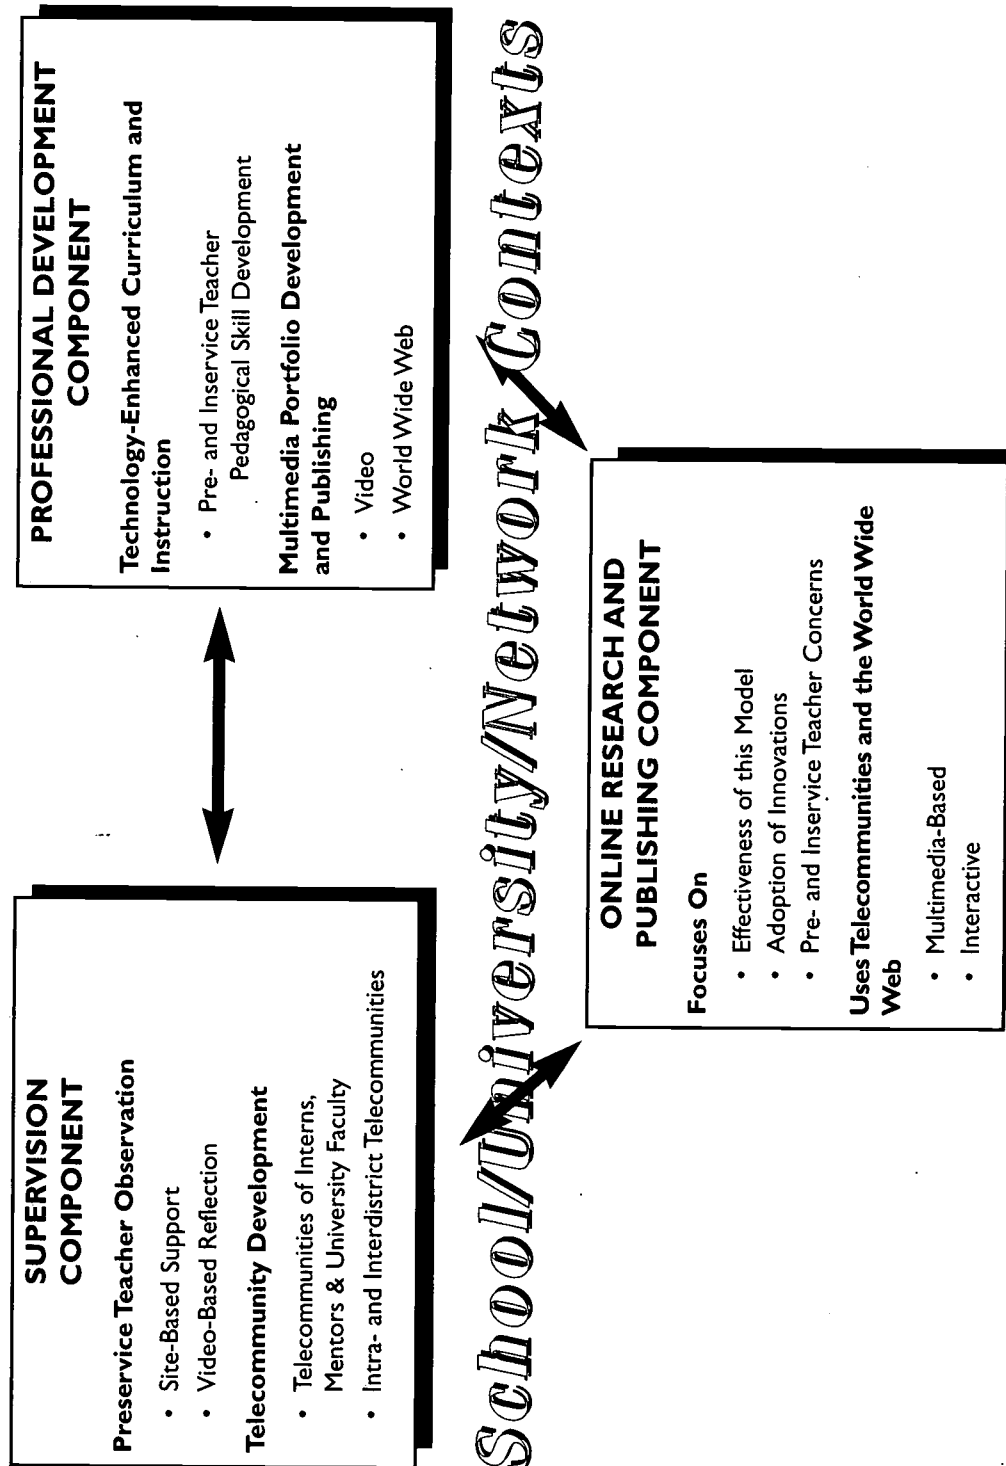 SUPERVISION
COMPONENT
Preservice Teacher Observation
• Site-Based Support
• Video-Based Reflection
Telecommunity Development
• Telecommunities of Interns,
Mentors & University Faculty
• Intra- and Interdistrict Telecommunities
PROFESSIONAL DEVELOPMENT
COMPONENT
Technology-Enhanced Curriculum and
Instruction
• Pre- and Inservice Teacher
Pedagogical Skill Development
Multimedia Portfolio Development
and Publishing
• Video
• World Wide Web
School/University/Network Contexts
ONLINE RESEARCH AND
PUBLISHING COMPONENT
Focuses On
• Effectiveness of this Model
• Adoption of Innovations
• Pre- and Inservice Teacher Concerns
Uses Telecommunities and the World Wide
Web
• Multimedia-Based
• Interactive